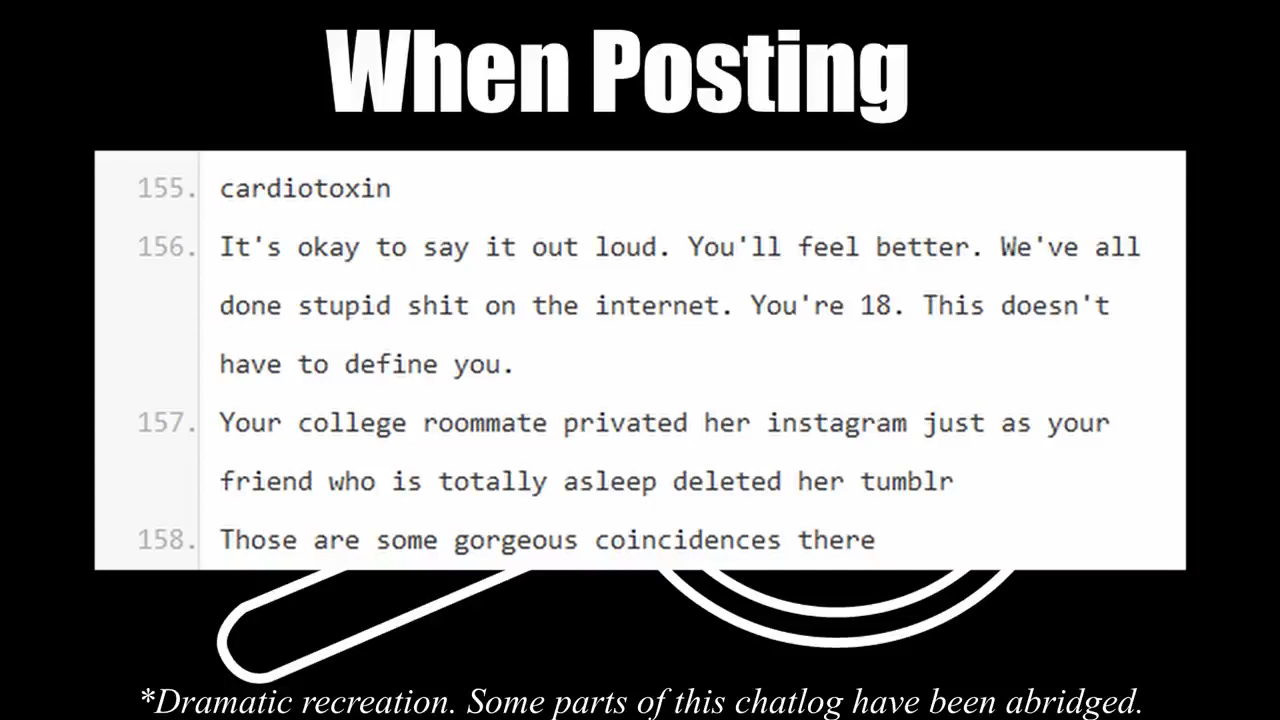 When Posting
155. cardiotoxin
156. It's okay to say it out loud. You'll feel better. We've all
done stupid shit on the internet. You're 18. This doesn't
have to define you.
157. Your college roommate privated her instagram just as your
friend who is totally asleep deleted her tumblr
158. Those are some gorgeous coincidences there
*Dramatic recreation. Some parts of this chatlog have been abridged.